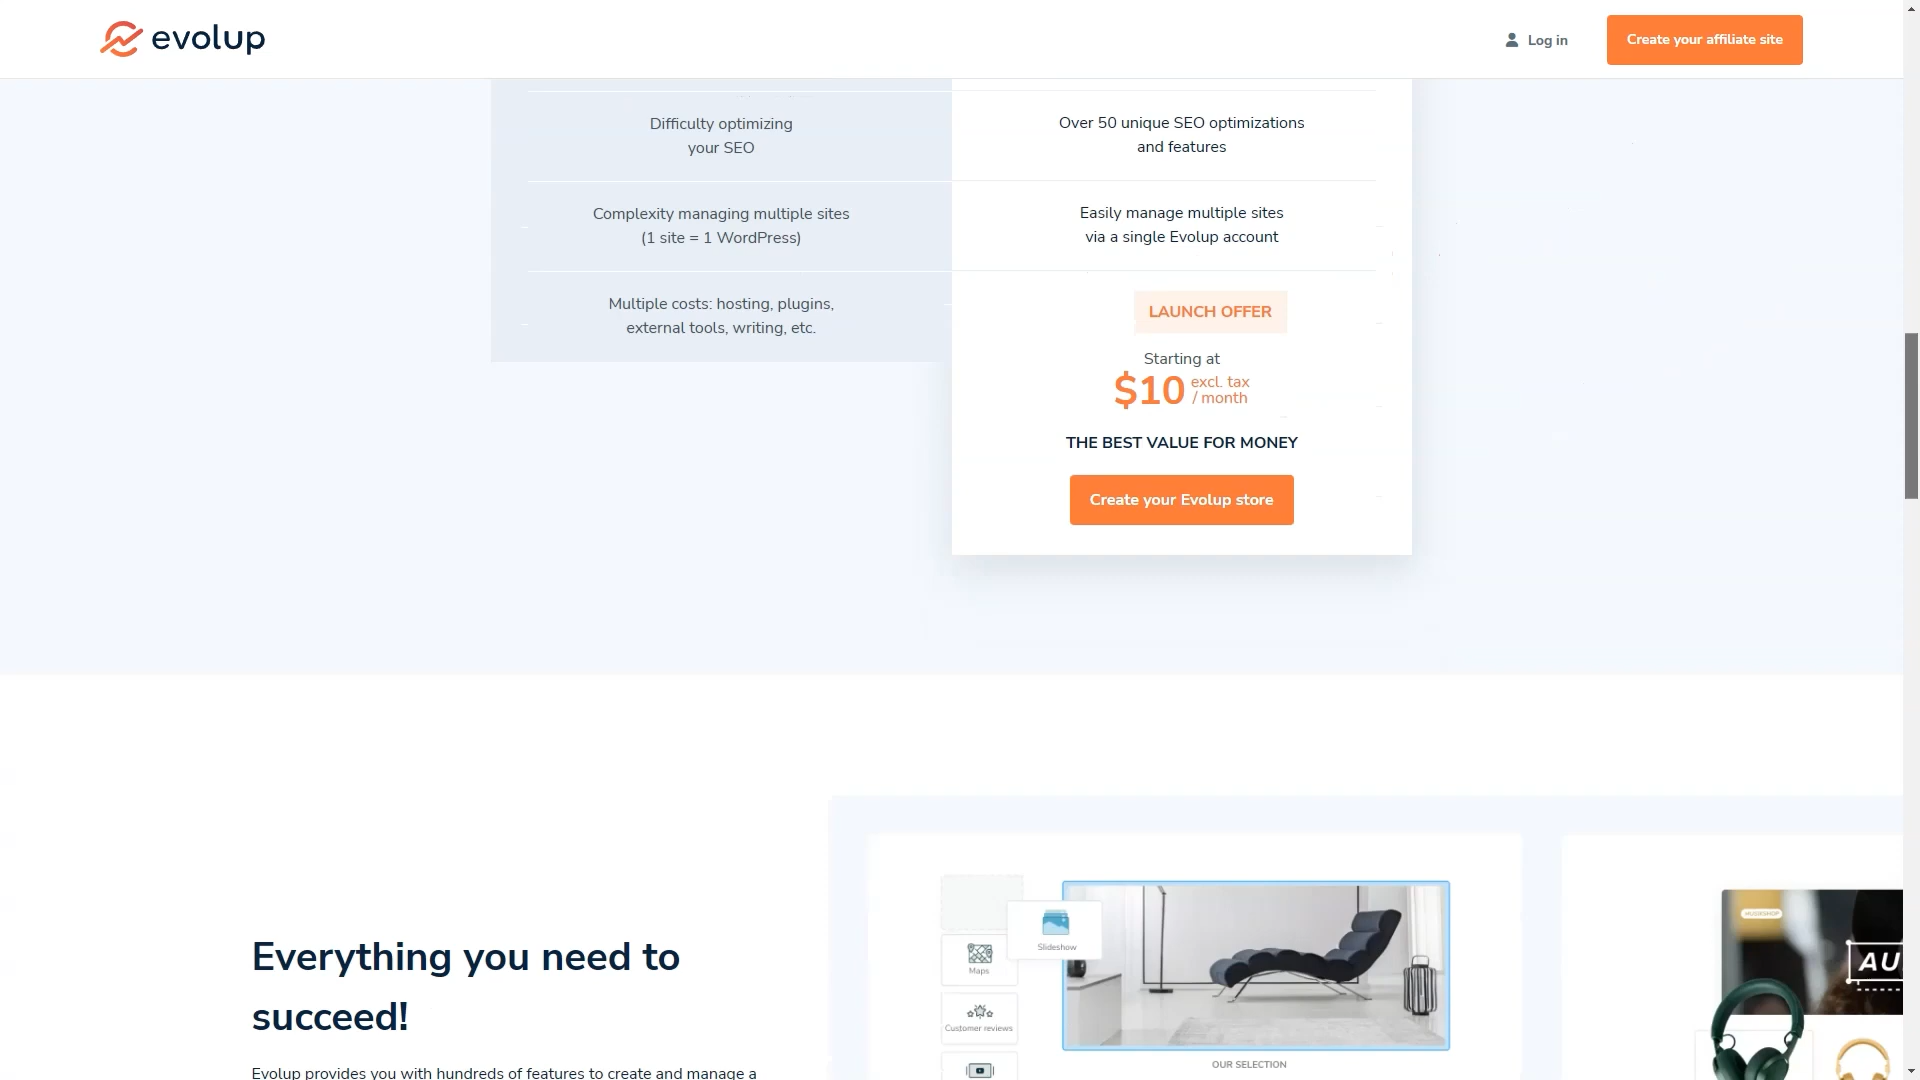 evolup
Log in
Create your affiliate site
Difficulty optimizing
your SEO
Over 50 unique SEO optimizations
and features
Complexity managing multiple sites
(1 site = 1 WordPress)
Easily manage multiple sites
via a single Evolup account
Multiple costs: hosting, plugins,
external tools, writing, etc.
LAUNCH OFFER
Starting at
$10 excl. tax
/ month
THE BEST VALUE FOR MONEY
Create your Evolup store
Everything you need to
succeed!
Evolup provides you with hundreds of features to create and manage a
Slideshow
Maps
Customer reviews
OUR SELECTION
AU